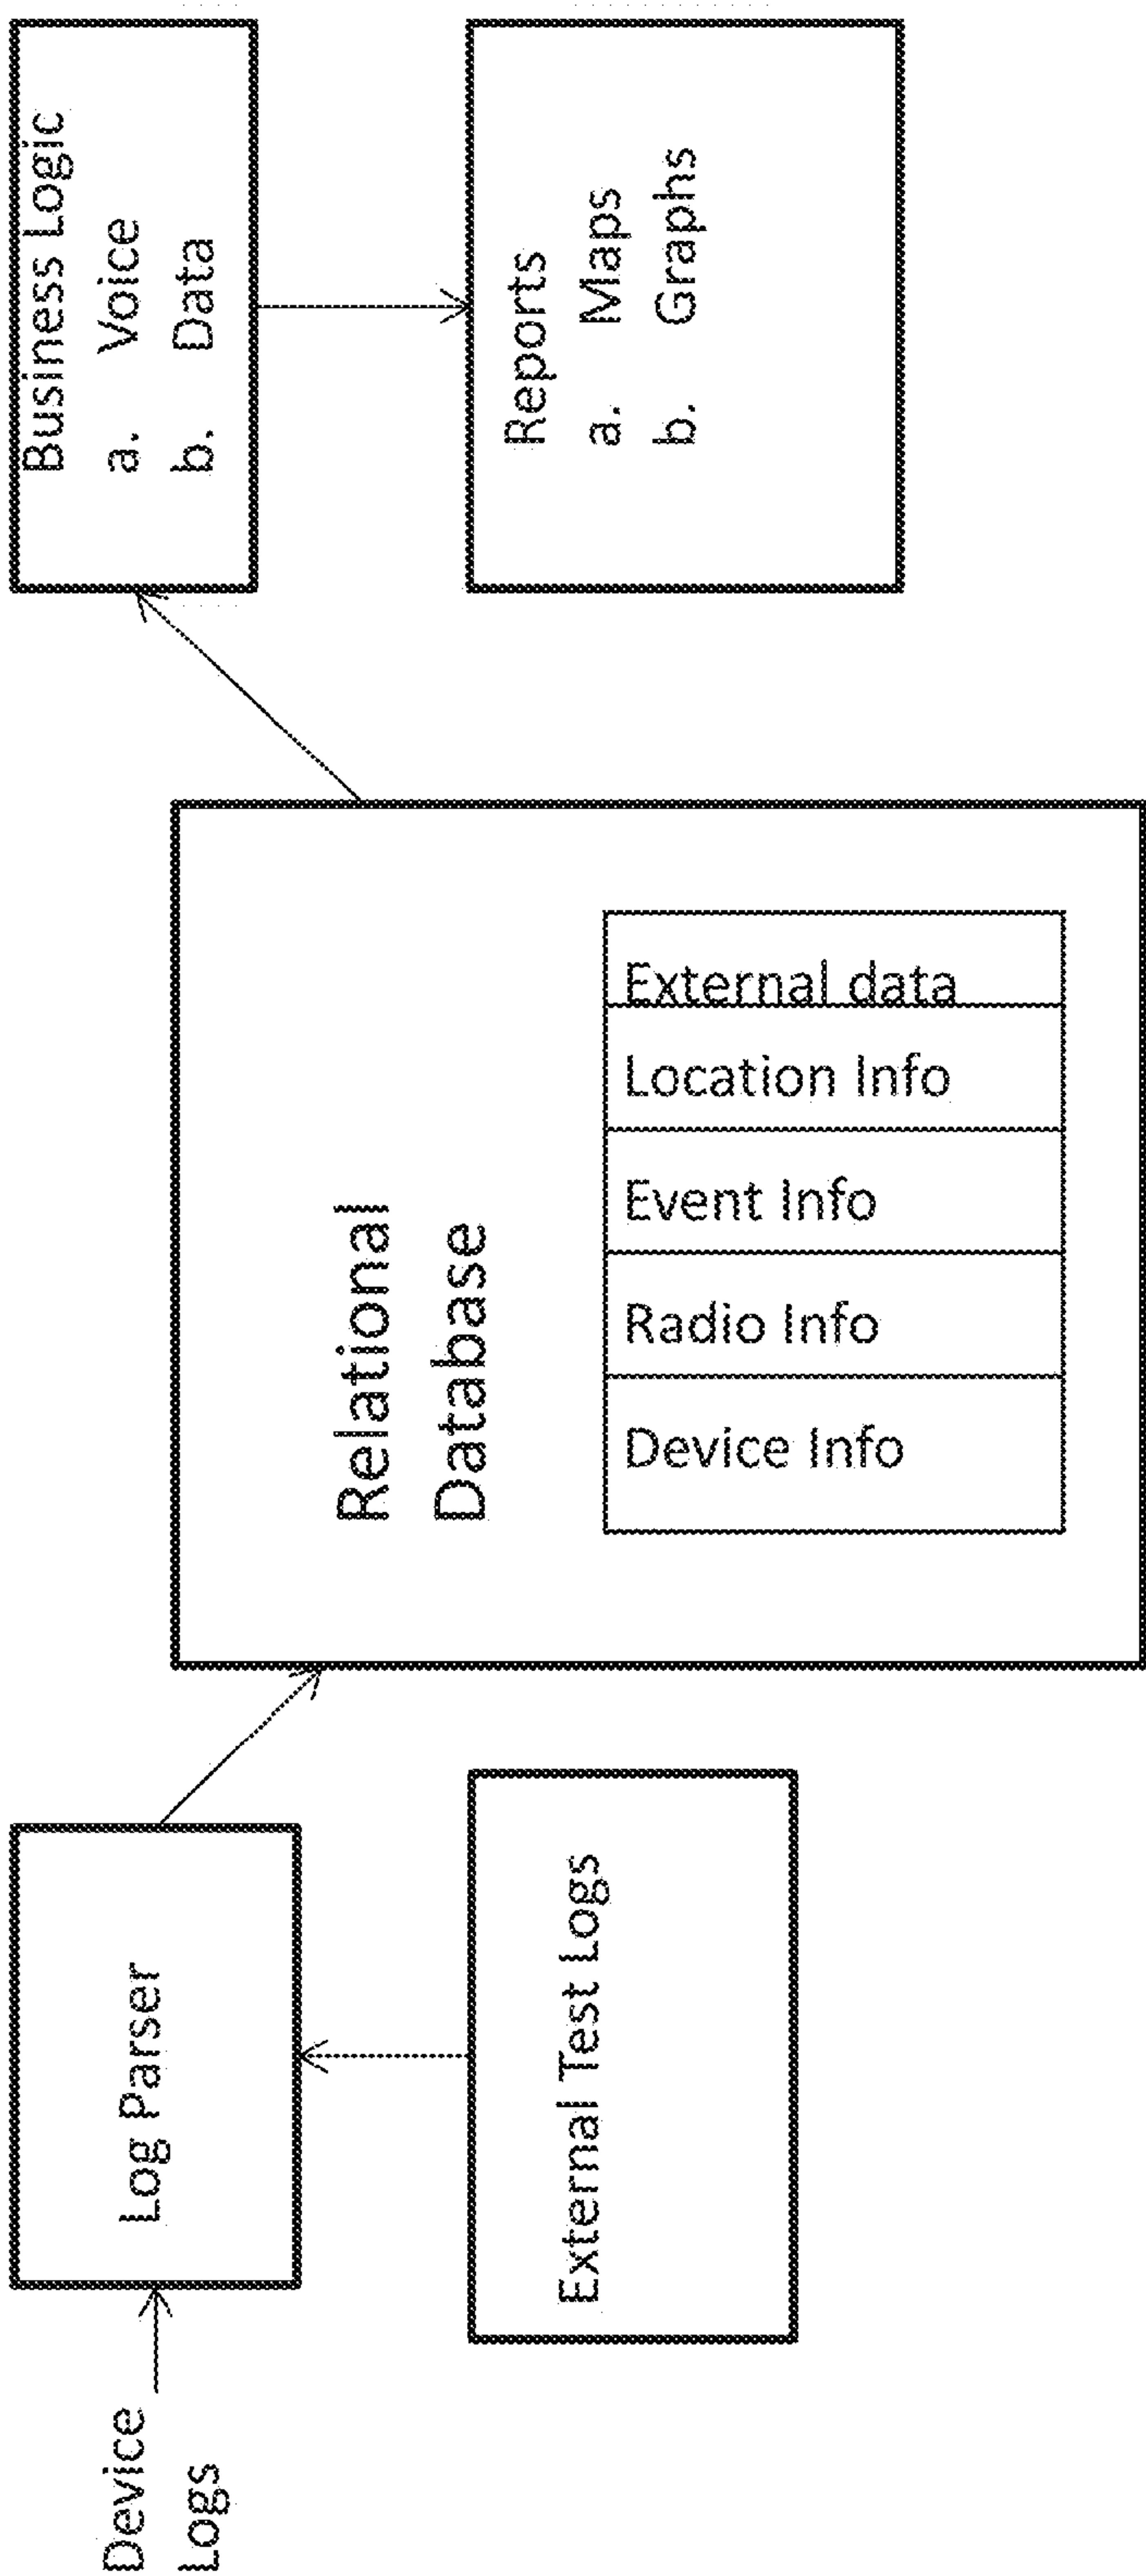 Device
Logs
Log Parser
External Test Logs
Relational
Database
External data
Location Info
Event Info
Radio Info
Device Info
Business Logic
a. Voice
b. Data
Reports
a. Maps
b. Graphs